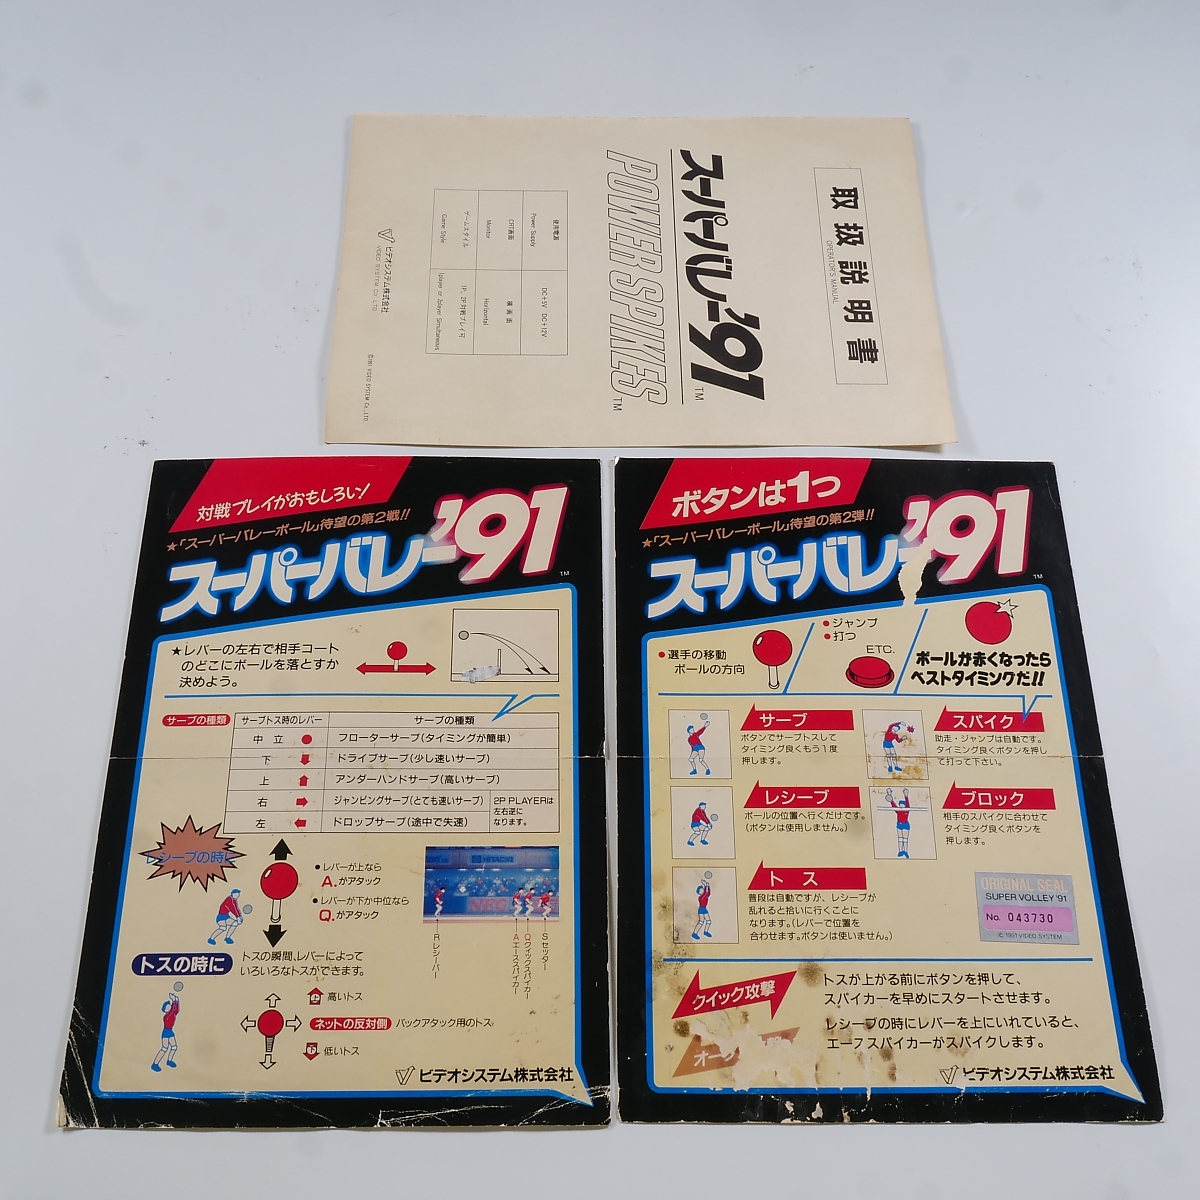 取扱説明書
OPERATOR'S MANUAL
スーパーバレー'91 TM
POWER SPIKES TM
使用電源 DC+5V DC+12V
Power Supply
CRT画面 横画面
Monitor Horizontal
ゲームスタイル 1P, 2P対戦プレイ可
Game Style 1player or 2player Simultaneous
ビデオシステム株式会社
VIDEO SYSTEM Co., LTD.
©1991 VIDEO SYSTEM Co., LTD.
対戦プレイがおもしろい!
★「スーパーバレーボール」待望の第2戦!!
スーパーバレー'91
TM
★レバーの左右で相手コート
のどこにボールを落とすか
決めよう。
サーブの種類
サーブトス時のレバー サーブの種類
中立 フローターサーブ(タイミングが簡単)
下 ドライブサーブ(少し速いサーブ)
上 アンダーハンドサーブ(高いサーブ)
右 ジャンピングサーブ(とても速いサーブ)
左 ドロップサーブ(途中で失速)
2P PLAYERは
左右逆に
なります。
レシーブの時に
●レバーが上なら
A.がアタック
●レバーが下か中位なら
Q.がアタック
HITACHI
NEC
Rレシーバー
Aエーススパイカー
Qクイックスパイカー
Sセッター
トスの時に
トスの瞬間、レバーによって
いろいろなトスができます。
上 高いトス
ネットの反対側 バックアタック用のトス。
下 低いトス
ビデオシステム株式会社
ボタンは1つ
★「スーパーバレーボール」待望の第2弾!!
スーパーバレー'91
TM
●選手の移動
ボールの方向
●ジャンプ
●打つ
ETC.
ボールが赤くなったら
ベストタイミングだ!!
サーブ
ボタンでサーブトスして
タイミング良くもう1度
押します。
スパイク
助走・ジャンプは自動です。
タイミング良くボタンを押し
て打って下さい。
レシーブ
ボールの位置へ行くだけです。
(ボタンは使用しません。)
ブロック
相手のスパイクに合わせて
タイミング良くボタンを
押します。
トス
普段は自動ですが、レシーブが
乱れると拾いに行くことに
なります。(レバーで位置を
合わせます。ボタンは使いません。)
ORIGINAL SEAL
SUPER VOLLEY '91
No. 043730
© 1991 VIDEO SYSTEM
クイック攻撃
トスが上がる前にボタンを押して、
スパイカーを早めにスタートさせます。
レシーブの時にレバーを上にいれていると、
エーススパイカーがスパイクします。
ビデオシステム株式会社